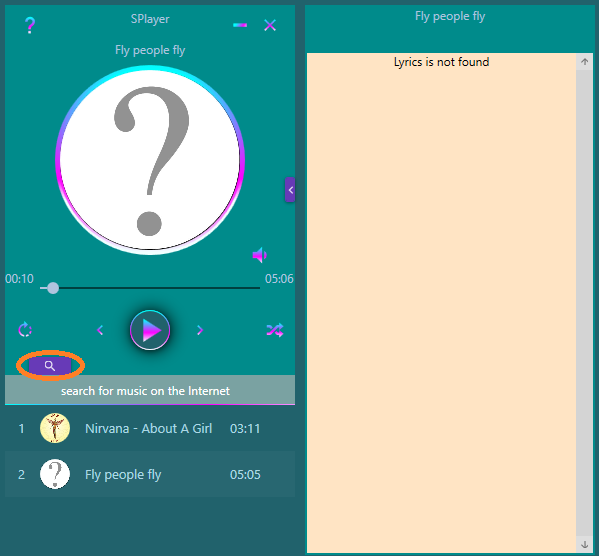 SPlayer
Fly people fly
00:10
05:06
search for music on the Internet
1 Nirvana - About A Girl 03:11
2 Fly people fly 05:05
Fly people fly
Lyrics is not found